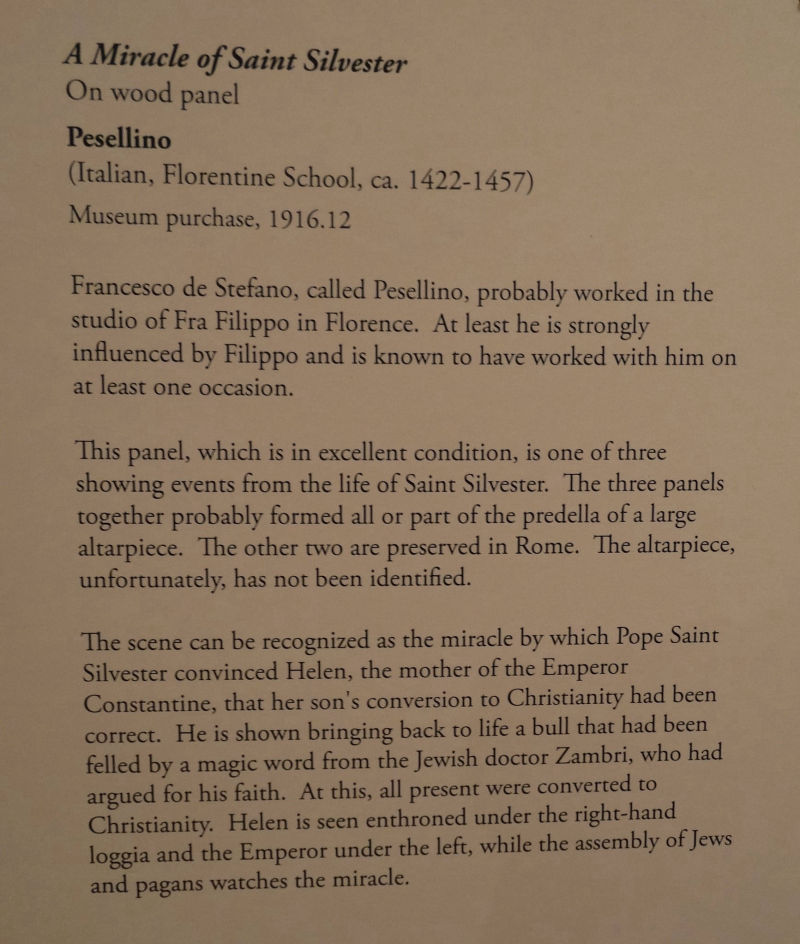 A Miracle of Saint Silvester
On wood panel
Pesellino
(Italian, Florentine School, ca. 1422-1457)
Museum purchase, 1916.12
Francesco de Stefano, called Pesellino, probably worked in the
studio of Fra Filippo in Florence. At least he is strongly
influenced by Filippo and is known to have worked with him on
at least one occasion.
This panel, which is in excellent condition, is one of three
showing events from the life of Saint Silvester. The three panels
together probably formed all or part of the predella of a large
altarpiece. The other two are preserved in Rome. The altarpiece,
unfortunately, has not been identified.
The scene can be recognized as the miracle by which Pope Saint
Silvester convinced Helen, the mother of the Emperor
Constantine, that her son's conversion to Christianity had been
correct. He is shown bringing back to life a bull that had been
felled by a magic word from the Jewish doctor Zambri, who had
argued for his faith. At this, all present were converted to
Christianity. Helen is seen enthroned under the right-hand
loggia and the Emperor under the left, while the assembly of Jews
and pagans watches the miracle.